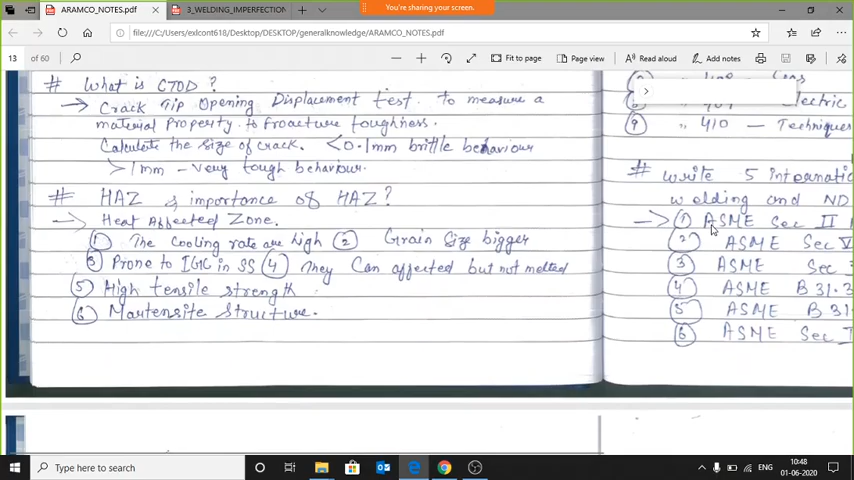 You're sharing your screen.
ARAMCO_NOTES.pdf
3_WELDING_IMPERFECTION
file:///C:/Users/exlcont618/Desktop/DESKTOP/generalknowledge/ARAMCO_NOTES.pdf
13 of 60
Fit to page
Read aloud
Add notes
# What is CTOD ?
→ Crack Tip Opening Displacement test. To measure a
material Property to Froacture toughness.
Calculate the size of crack. <0.1mm brittle behaviour
>1mm - very tough behaviour.
# HAZ & importance of HAZ?
→ Heat Affected Zone.
① The cooling rate are high ② Grain Size bigger
③ Prone to IGC in SS ④ They Can affected but not melted
⑤ High tensile strength
⑥ Martensite Structure.
Electric
⑨ " 410 - Techniques
# Write 5 Internatio
welding and ND
→ ① ASME Sec II
② ASME Sec V
③ ASME Sec
④ ASME B 31.3
⑤ ASME B 31
⑥ ASME Sec
Type here to search
ENG
10:48
01-06-2020